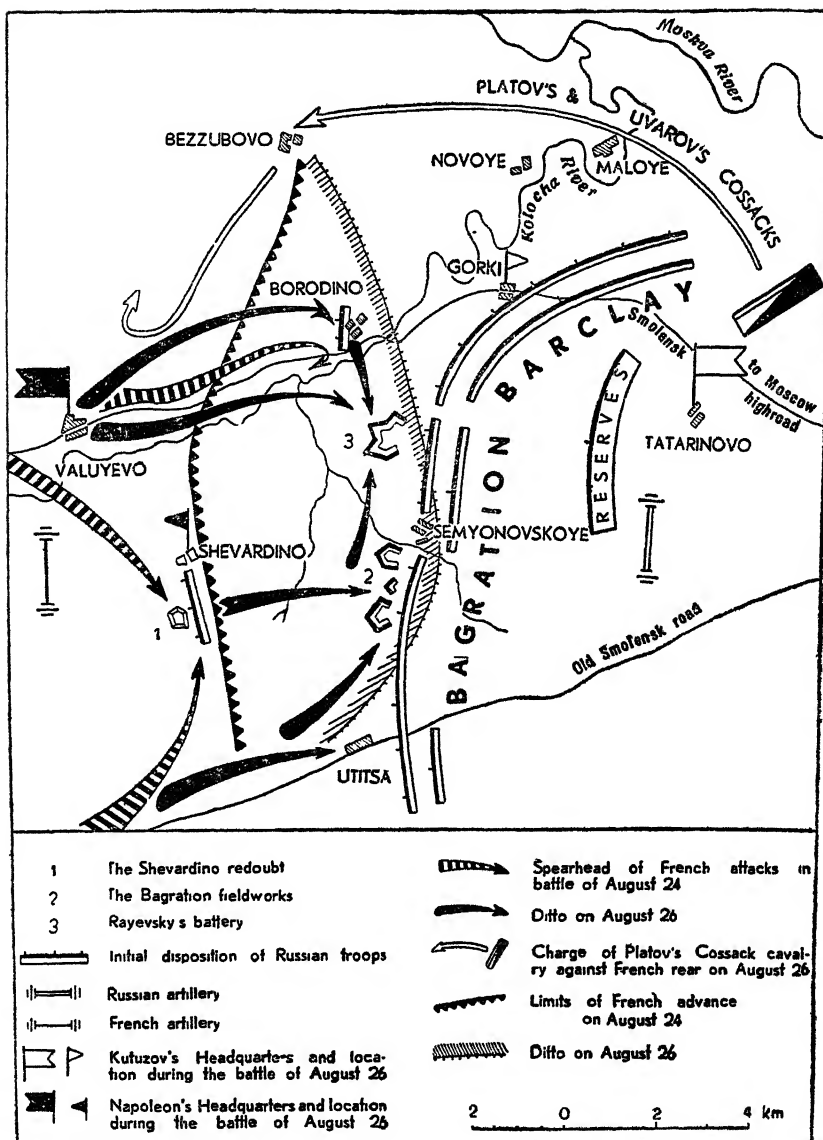 Moskva River
PLATOV'S &
UVAROV'S COSSACKS
BEZZUBOVO
NOVOYE
MALOYE
Kolocha River
GORKI
BORODINO
BARCLAY
Smolensk
to Moscow
highroad
3
RESERVES
TATARINOVO
VALUYEVO
SEMYONOVSKOYE
SHEVARDINO
2
1
BAGRATION
Old Smolensk road
UTITSA
1 The Shevardino redoubt
2 The Bagration fieldworks
3 Rayevsky's battery
Initial disposition of Russian troops
Russian artillery
French artillery
Kutuzov's Headquarters and loca-
tion during the battle of August 26
Napoleon's Headquarters and location
during the battle of August 26
Spearhead of French attacks in
battle of August 24
Ditto on August 26
Charge of Platov's Cossack caval-
ry against French rear on August 26
Limits of French advance
on August 24
Ditto on August 26
2 0 2 4 km